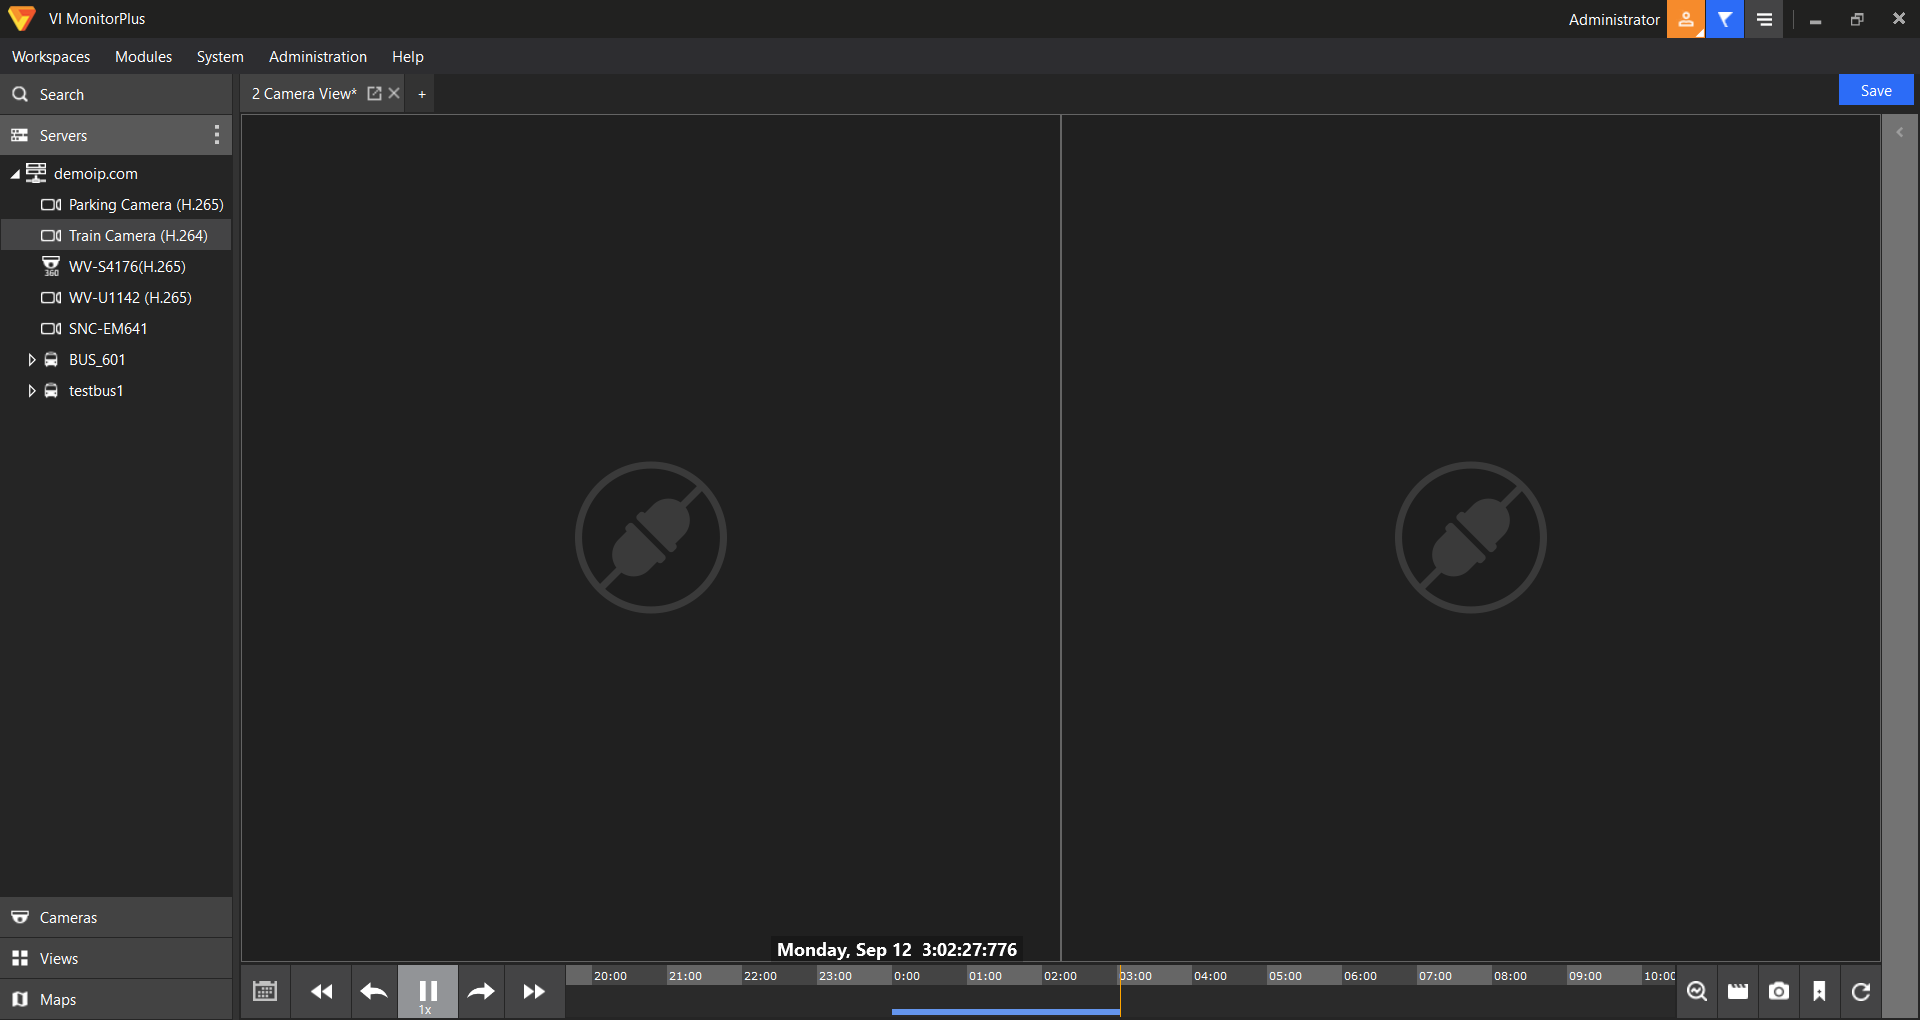 VI MonitorPlus
Administrator
Workspaces Modules System Administration Help
Search
2 Camera View* +
Save
Servers
demoip.com
Parking Camera (H.265)
Train Camera (H.264)
360
WV-S4176(H.265)
WV-U1142 (H.265)
SNC-EM641
BUS_601
testbus1
Cameras
Views
Maps
Monday, Sep 12 3:02:27:776
20:00 21:00 22:00 23:00 0:00 01:00 02:00 03:00 04:00 05:00 06:00 07:00 08:00 09:00 10:00
1x